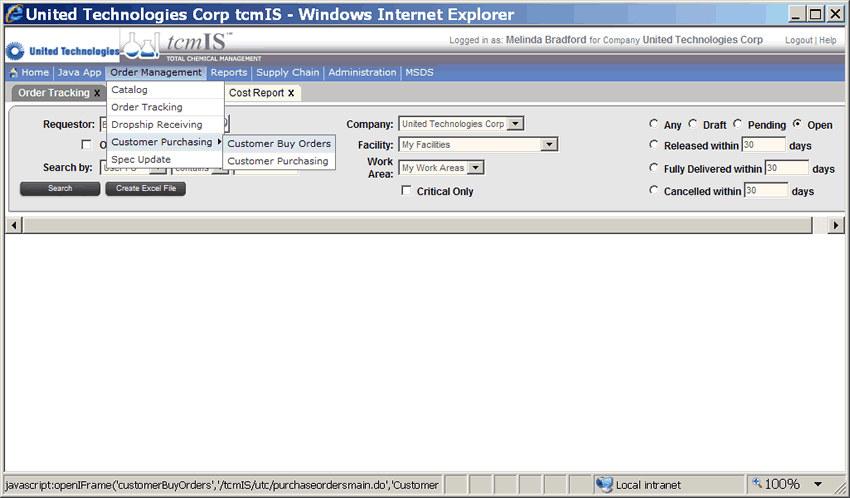 United Technologies Corp tcmIS - Windows Internet Explorer
United Technologies
tcmIS
TOTAL CHEMICAL MANAGEMENT
Logged in as: Melinda Bradford for Company United Technologies Corp Logout | Help
Home Java App Order Management Reports Supply Chain Administration MSDS
Order Tracking x Cost Report x
Catalog
Order Tracking
Dropship Receiving
Customer Purchasing
Spec Update
Customer Buy Orders
Customer Purchasing
Requestor:
Search by:
Search Create Excel File
Company: United Technologies Corp
Facility: My Facilities
Work Area: My Work Areas
Critical Only
Any Draft Pending Open
Released within 30 days
Fully Delivered within 30 days
Cancelled within 30 days
javascript:openIFrame('customerBuyOrders','/tcmIS/utc/purchaseordersmain.do','Customer
Local intranet
100%